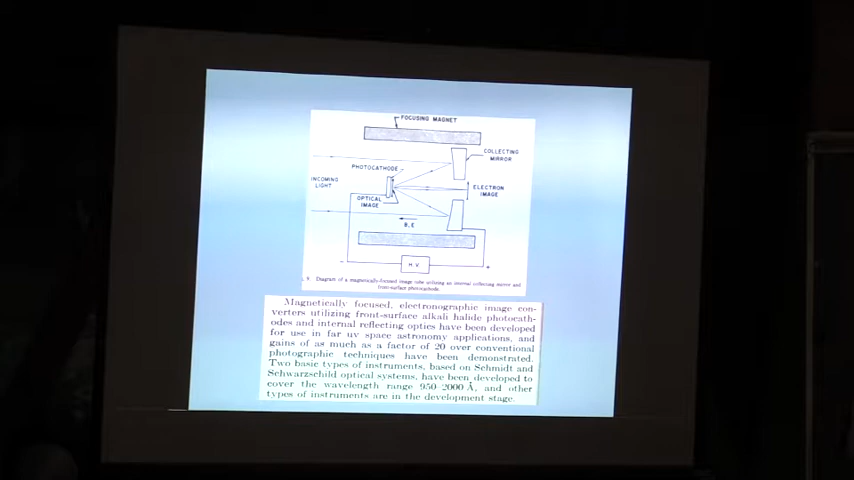 FOCUSING MAGNET
COLLECTING
MIRROR
PHOTOCATHODE
INCOMING
LIGHT
ELECTRON
IMAGE
OPTICAL
IMAGE
B,E
- H.V. +
Diagram of a magnetically-focused image tube utilizing an internal collecting mirror and
front-surface photocathode.
Magnetically focused, electronographic image con-
verters utilizing front-surface alkali halide photocath-
odes and internal reflecting optics have been developed
for use in far uv space astronomy applications, and
gains of as much as a factor of 20 over conventional
photographic techniques have been demonstrated.
Two basic types of instruments, based on Schmidt and
Schwarzschild optical systems, have been developed to
cover the wavelength range 950–2000 Å, and other
types of instruments are in the development stage.